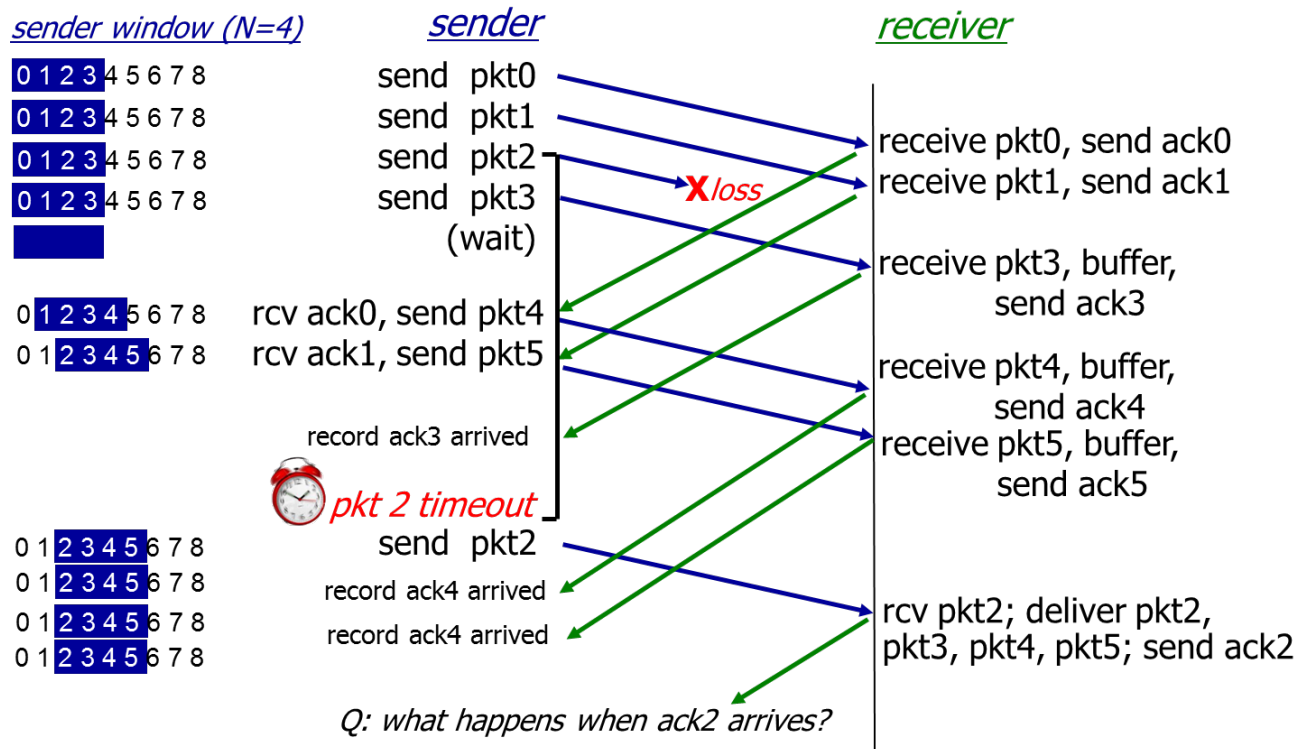 sender window (N=4) sender receiver
0 1 2 3 4 5 6 7 8 send pkt0
0 1 2 3 4 5 6 7 8 send pkt1
receive pkt0, send ack0
0 1 2 3 4 5 6 7 8 send pkt2
X loss
receive pkt1, send ack1
0 1 2 3 4 5 6 7 8 send pkt3
(wait)
receive pkt3, buffer,
send ack3
0 1 2 3 4 5 6 7 8 rcv ack0, send pkt4
0 1 2 3 4 5 6 7 8 rcv ack1, send pkt5
receive pkt4, buffer,
send ack4
record ack3 arrived
receive pkt5, buffer,
send ack5
pkt 2 timeout
0 1 2 3 4 5 6 7 8 send pkt2
0 1 2 3 4 5 6 7 8 record ack4 arrived
0 1 2 3 4 5 6 7 8 record ack4 arrived
0 1 2 3 4 5 6 7 8
rcv pkt2; deliver pkt2,
pkt3, pkt4, pkt5; send ack2
Q: what happens when ack2 arrives?